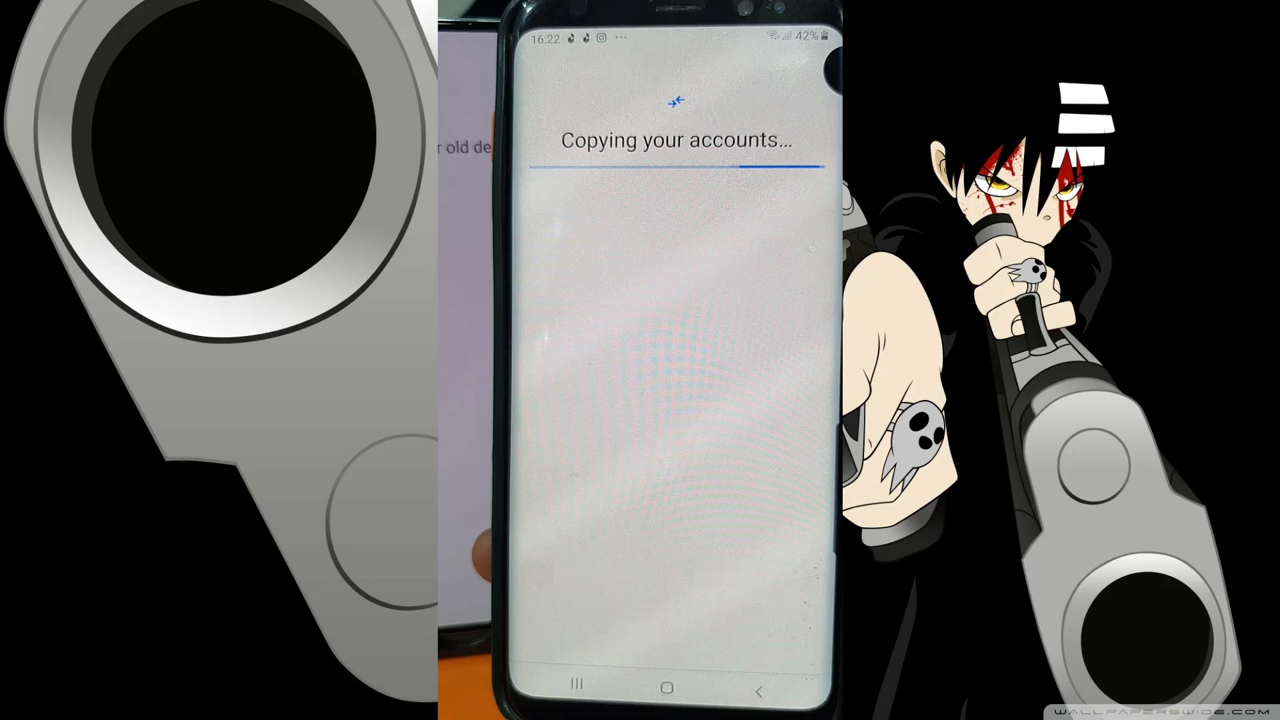 16:22
42%
r old de
Copying your accounts...
WALLPAPERSWIDE.COM